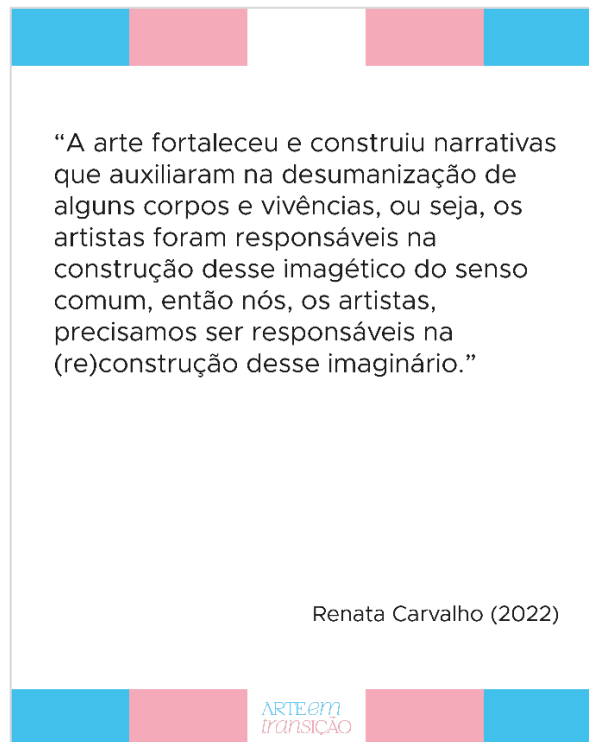 “A arte fortaleceu e construiu narrativas
que auxiliaram na desumanização de
alguns corpos e vivências, ou seja, os
artistas foram responsáveis na
construção desse imagético do senso
comum, então nós, os artistas,
precisamos ser responsáveis na
(re)construção desse imaginário.”
Renata Carvalho (2022)
ARTE em
tranSIÇÃO